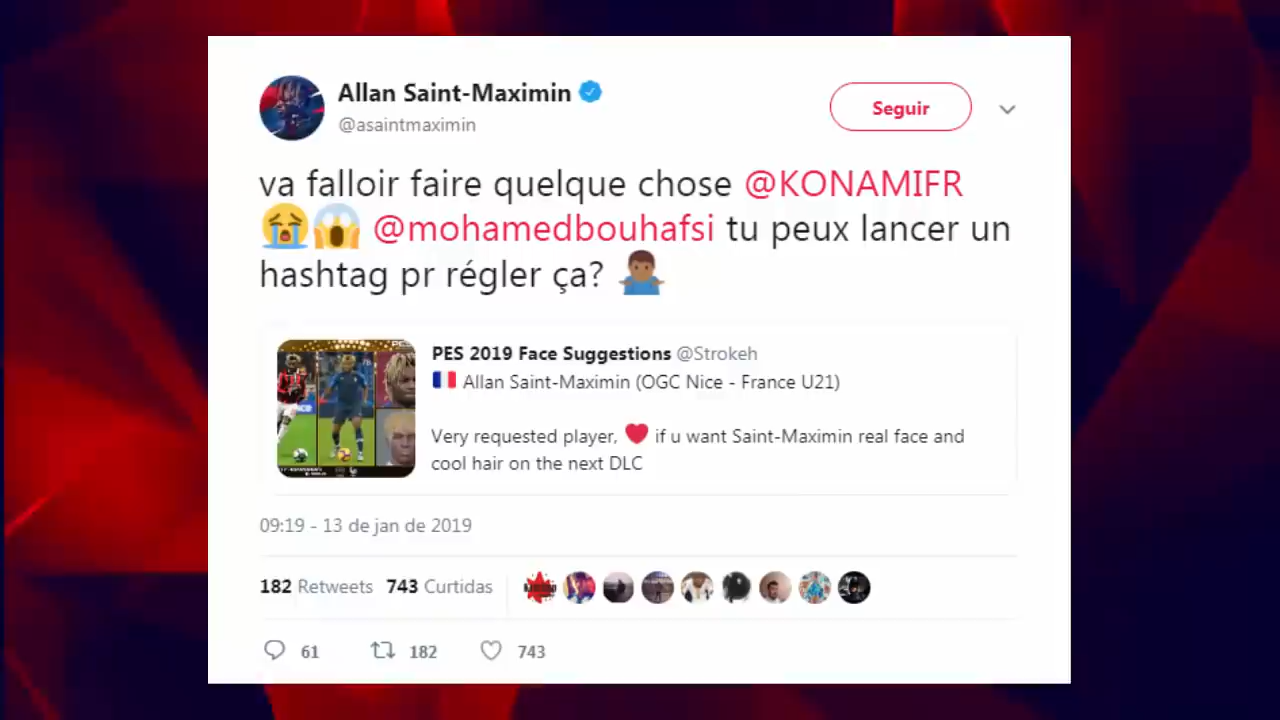 Allan Saint-Maximin
@asaintmaximin
Seguir
va falloir faire quelque chose @KONAMIFR
😭😱 @mohamedbouhafsi tu peux lancer un
hashtag pr régler ça? 🤷🏾‍♂️
PES 2019 Face Suggestions @Strokeh
🇫🇷 Allan Saint-Maximin (OGC Nice - France U21)
Very requested player, ❤️ if u want Saint-Maximin real face and
cool hair on the next DLC
09:19 - 13 de jan de 2019
182 Retweets 743 Curtidas
61 182 743